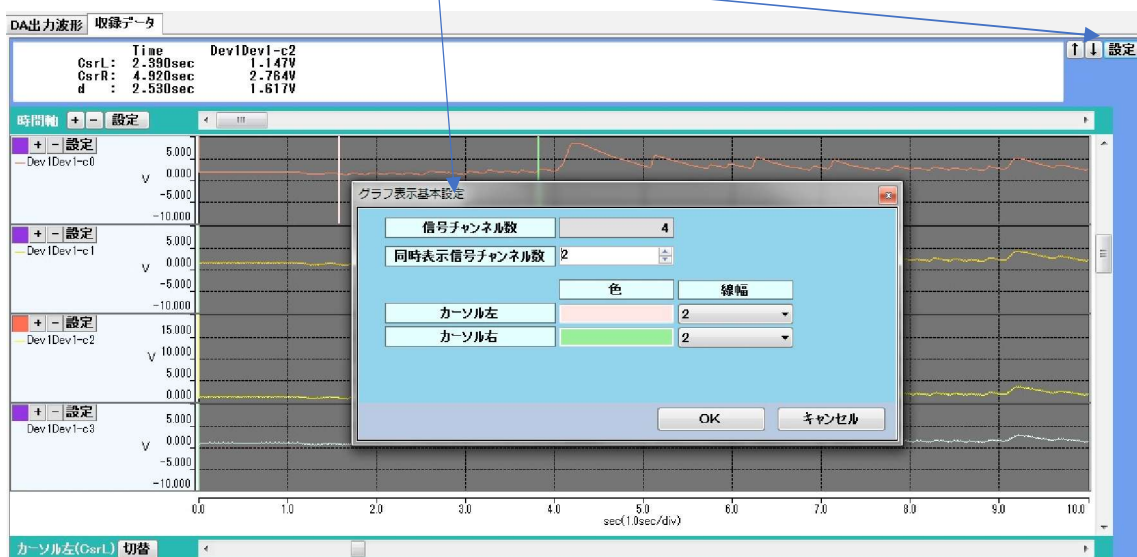 DA出力波形 収録データ
Time Dev1Dev1-c2
CsrL: 2.390sec 1.147V
CsrR: 4.920sec 2.764V
d : 2.530sec 1.617V
↑ ↓ 設定
時間軸 + - 設定
+ - 設定
Dev1Dev1-c0
V
5.000
0.000
-5.000
-10.000
+ - 設定
Dev1Dev1-c1
V
5.000
0.000
-5.000
-10.000
+ - 設定
Dev1Dev1-c2
V
15.000
10.000
5.000
0.000
+ - 設定
Dev1Dev1-c3
V
5.000
0.000
-5.000
-10.000
グラフ表示基本設定
信号チャンネル数 4
同時表示信号チャンネル数 2
色 線幅
カーソル左 2
カーソル右 2
OK キャンセル
0.0 1.0 2.0 3.0 4.0 5.0 6.0 7.0 8.0 9.0 10.0
sec(1.0sec/div)
カーソル左(CsrL) 切替